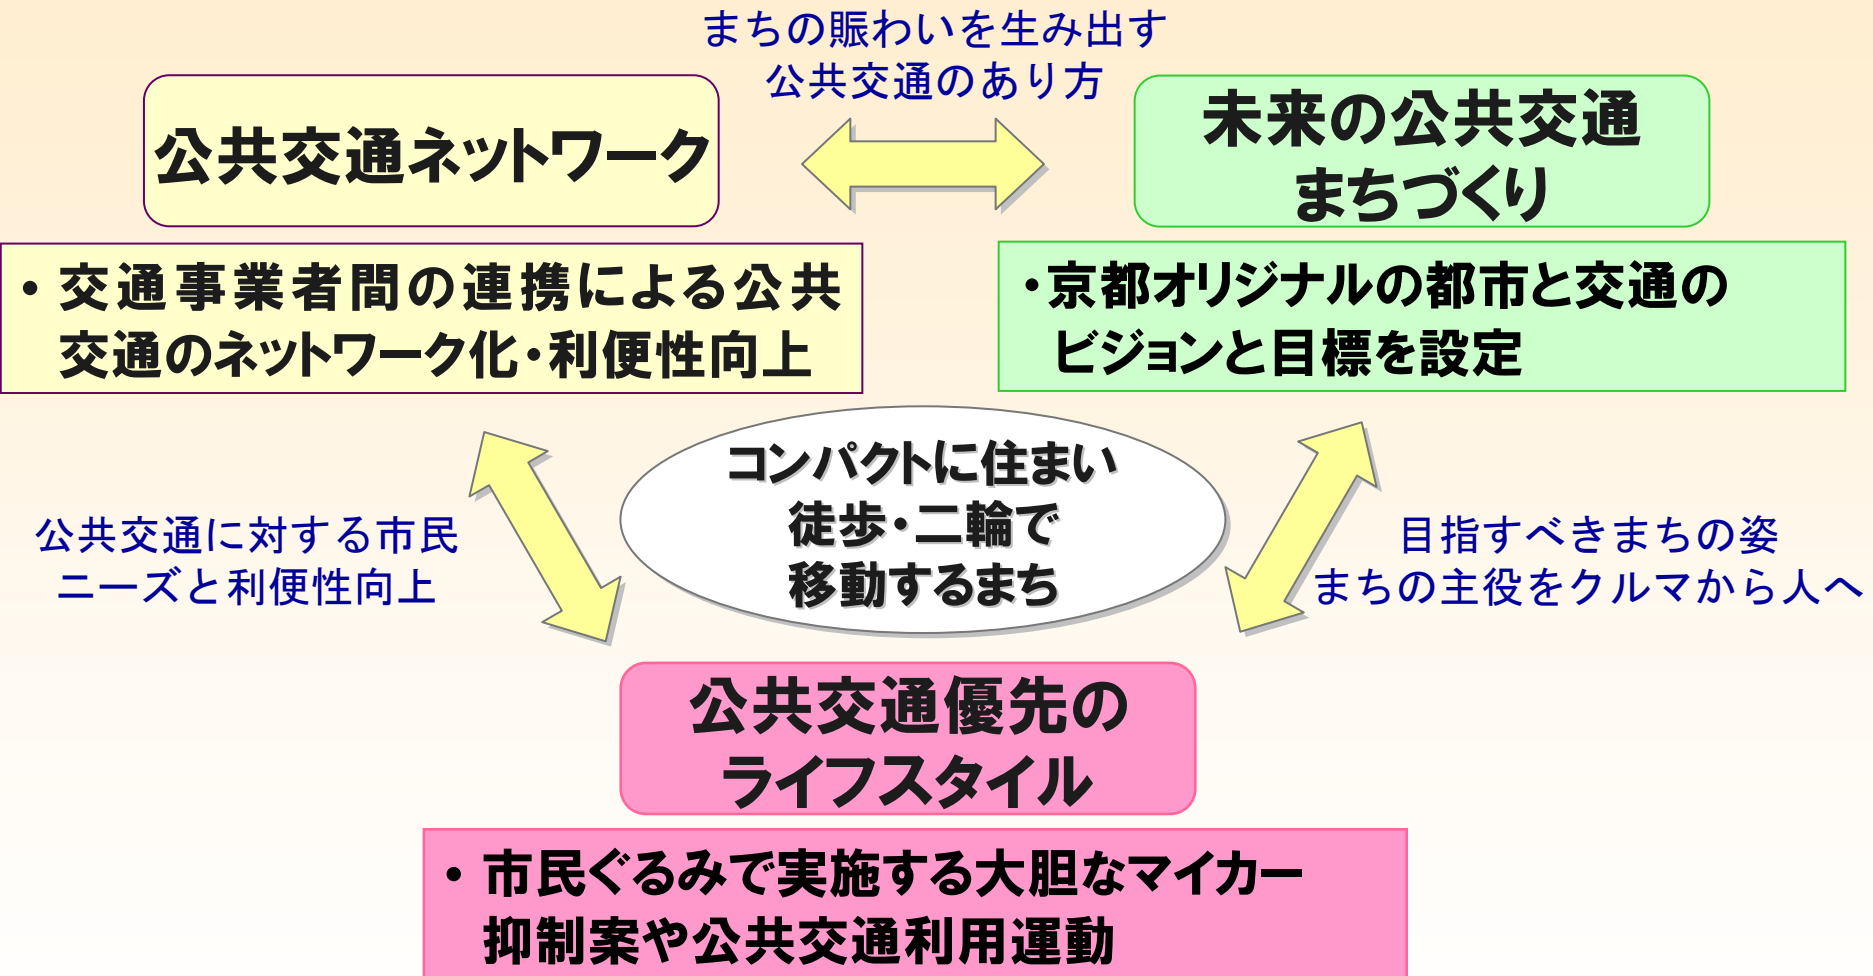 まちの賑わいを生み出す
公共交通のあり方
公共交通ネットワーク
未来の公共交通
まちづくり
・交通事業者間の連携による公共
交通のネットワーク化・利便性向上
・京都オリジナルの都市と交通の
ビジョンと目標を設定
コンパクトに住まい
徒歩・二輪で
移動するまち
公共交通に対する市民
ニーズと利便性向上
目指すべきまちの姿
まちの主役をクルマから人へ
公共交通優先の
ライフスタイル
・市民ぐるみで実施する大胆なマイカー
抑制案や公共交通利用運動